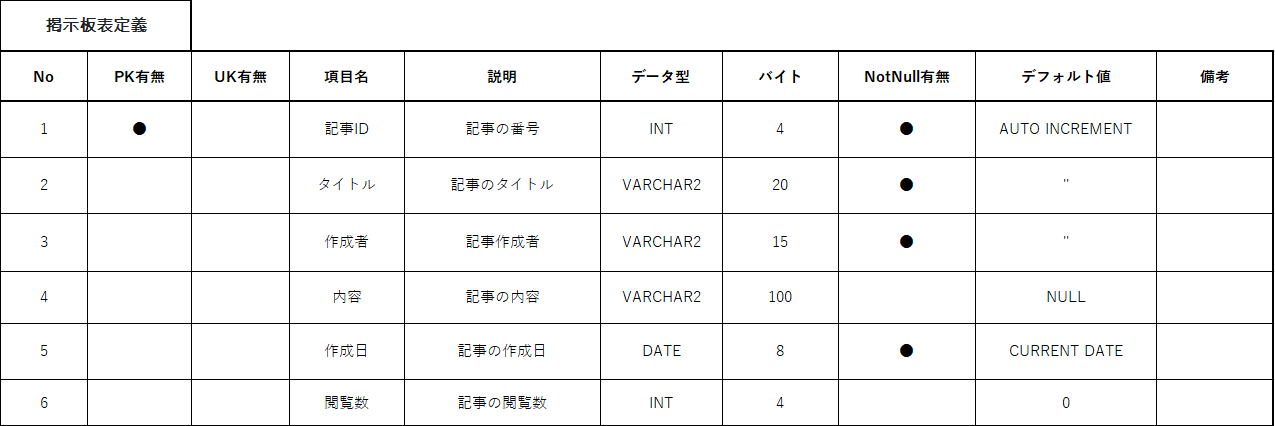 掲示板表定義
No PK有無 UK有無 項目名 説明 データ型 バイト NotNull有無 デフォルト値 備考
1 ● 記事ID 記事の番号 INT 4 ● AUTO INCREMENT
2 タイトル 記事のタイトル VARCHAR2 20 ● ''
3 作成者 記事作成者 VARCHAR2 15 ● ''
4 内容 記事の内容 VARCHAR2 100 NULL
5 作成日 記事の作成日 DATE 8 ● CURRENT DATE
6 閲覧数 記事の閲覧数 INT 4 0